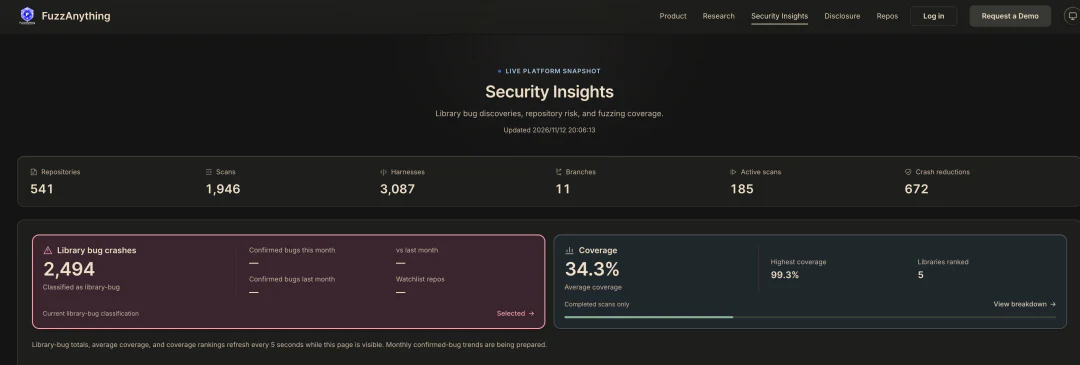 FuzzAnything
Product Research Security Insights Disclosure Repos Log in Request a Demo
LIVE PLATFORM SNAPSHOT
Security Insights
Library bug discoveries, repository risk, and fuzzing coverage.
Updated 2026/11/12 20:06:13
Repositories Scans Harnesses Branches Active scans Crash reductions
541 1,946 3,087 11 185 672
Library bug crashes
2,494
Classified as library-bug
Confirmed bugs this month
—
vs last month
—
Confirmed bugs last month
—
Watchlist repos
—
Current library-bug classification
Selected →
Coverage
34.3%
Average coverage
Highest coverage
99.3%
Libraries ranked
5
Completed scans only
View breakdown →
Library-bug totals, average coverage, and coverage rankings refresh every 5 seconds while this page is visible. Monthly confirmed-bug trends are being prepared.